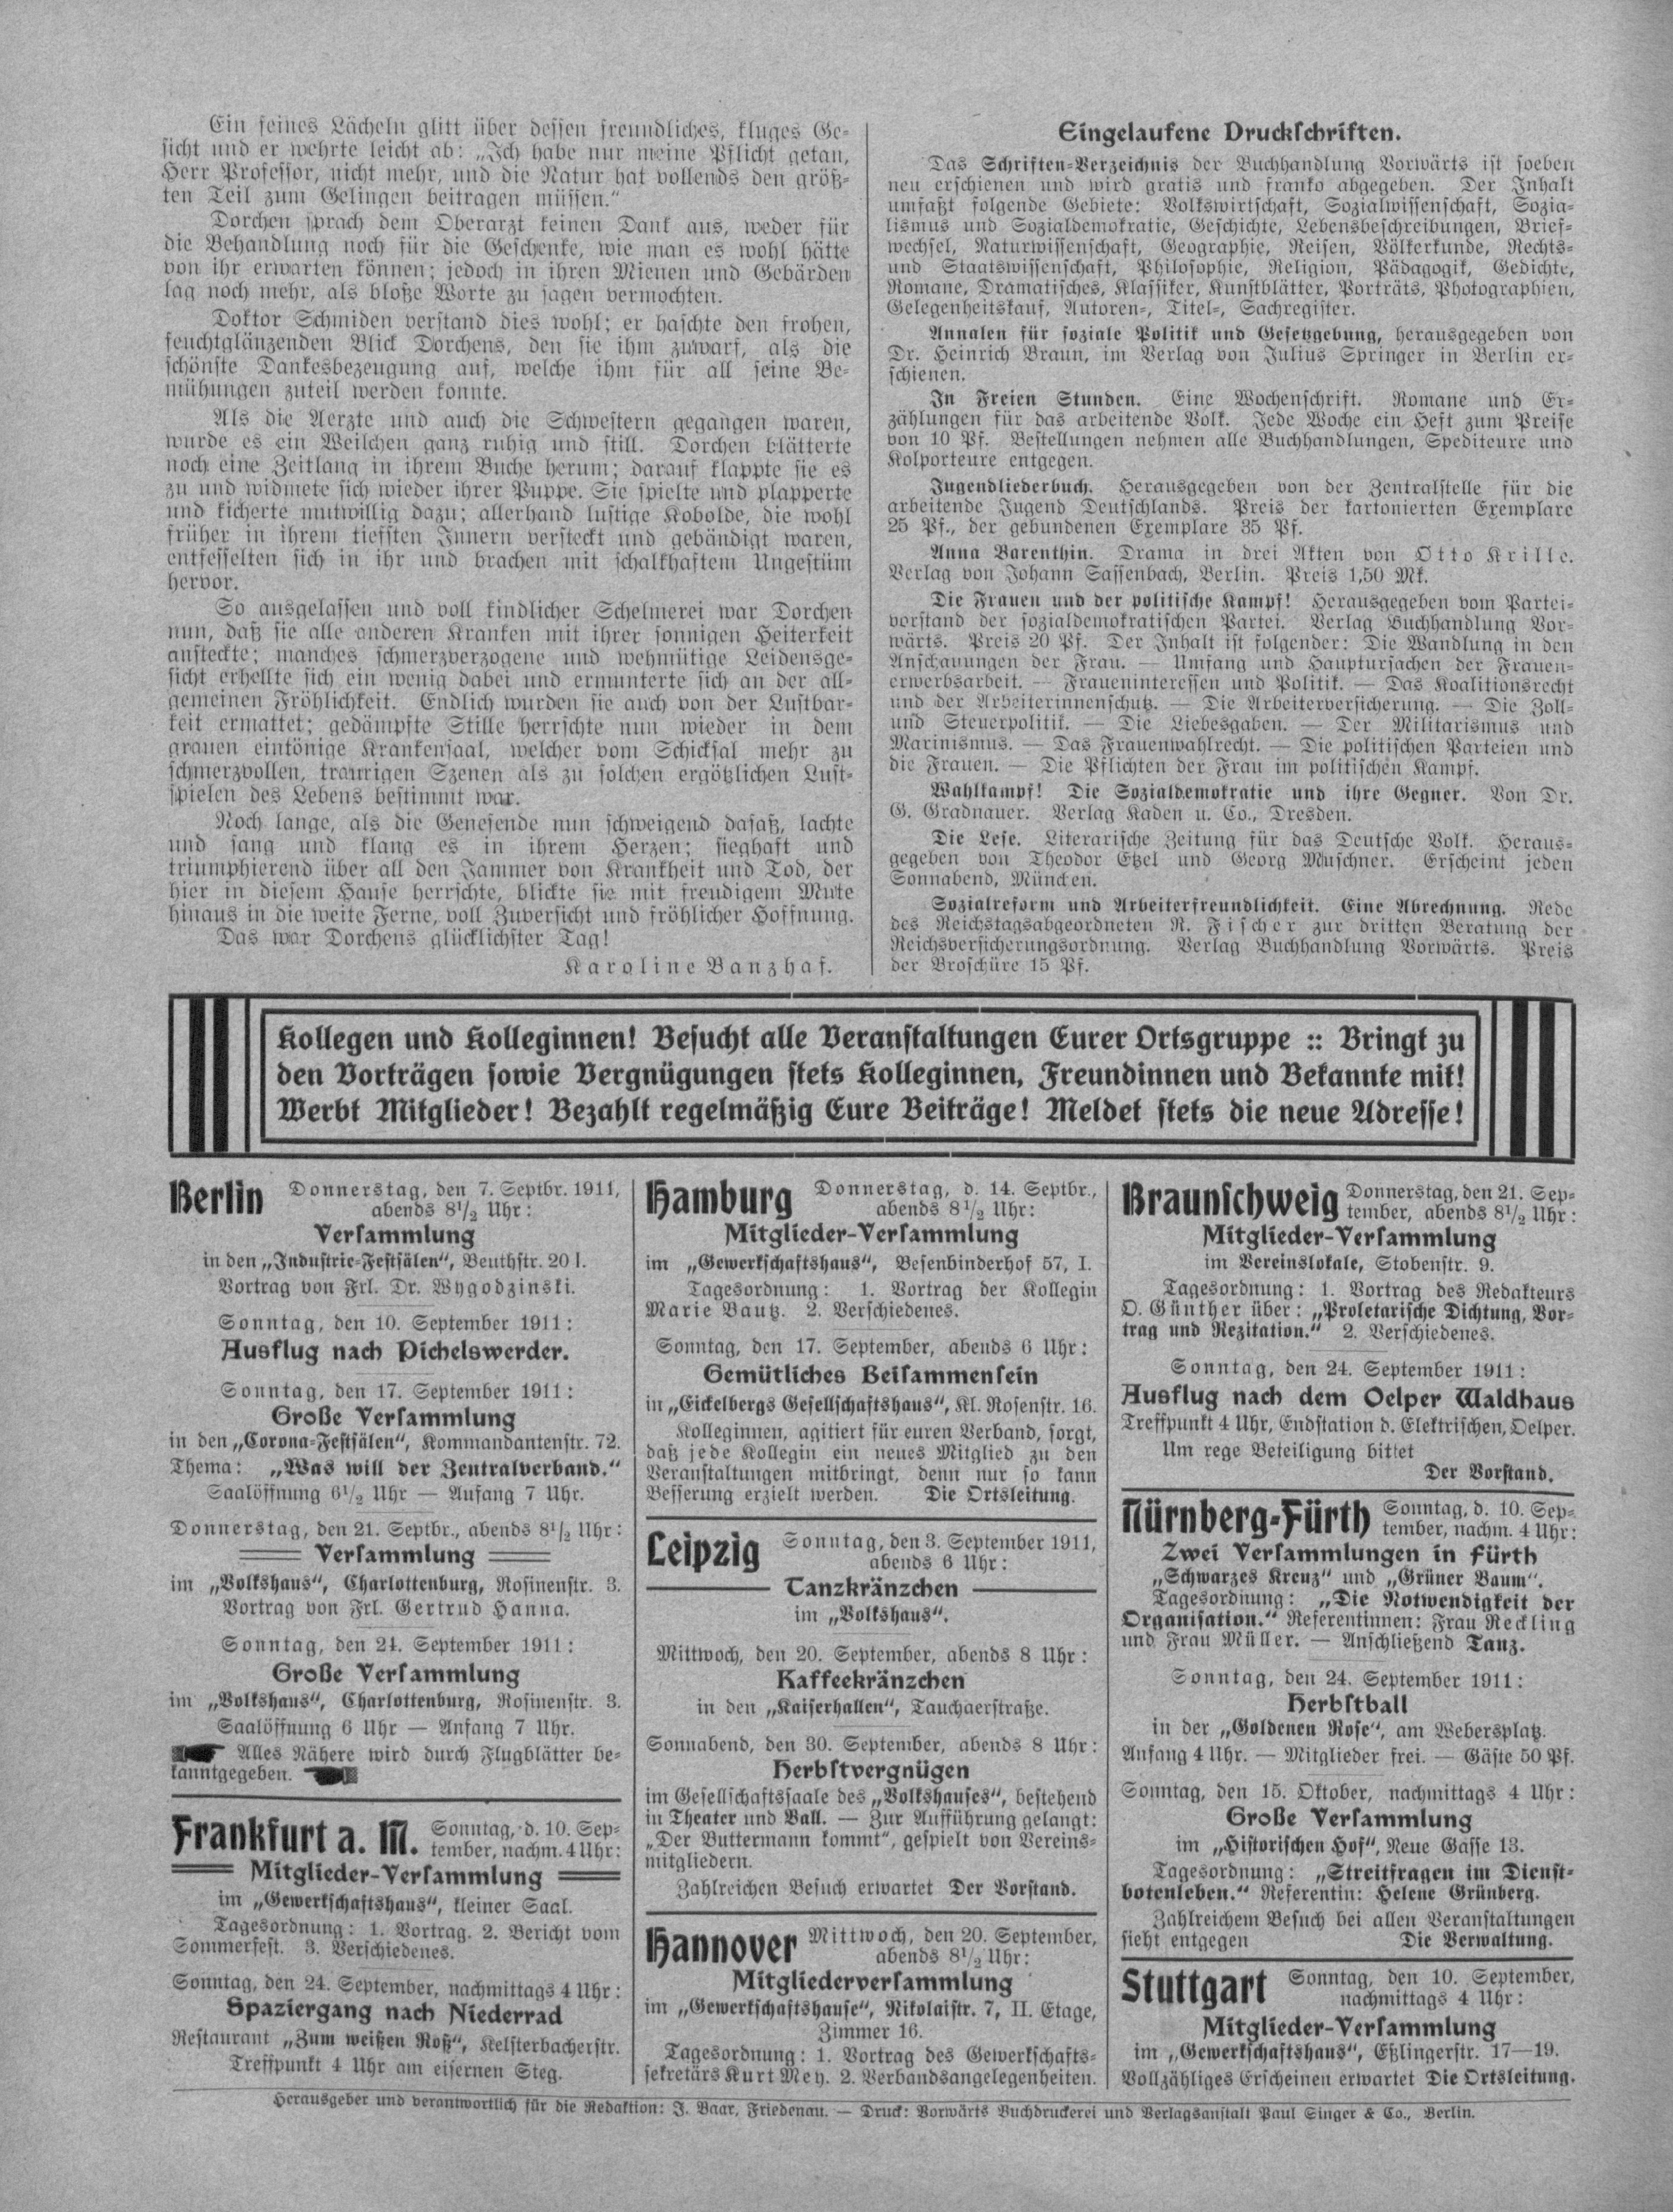 Ein feines Lächeln glitt über dessen freundliches, kluges Ge-
sicht und er wehrte leicht ab: „Ich habe nur meine Pflicht getan,
Herr Professor, nicht mehr, und die Natur hat vollends den größ-
ten Teil zum Gelingen beitragen müssen.“
Dorchen sprach dem Oberarzt keinen Dank aus, weder für
die Behandlung noch für die Geschenke, wie man es wohl hätte
von ihr erwarten können; jedoch in ihren Mienen und Gebärden
lag noch mehr, als bloße Worte zu sagen vermochten.
Doktor Schmiden verstand dies wohl; er haschte den frohen,
feuchtglänzenden Blick Dorchens, den sie ihm zuwarf, als die
schönste Dankesbezeugung auf, welche ihm für all seine Be-
mühungen zuteil werden konnte.
Als die Aerzte und auch die Schwestern gegangen waren,
wurde es ein Weilchen ganz ruhig und still. Dorchen blätterte
noch eine Zeitlang in ihrem Buche herum; darauf klappte sie es
zu und widmete sich wieder ihrer Puppe. Sie spielte und plapperte
und kicherte mutwillig dazu; allerhand lustige Kobolde, die wohl
früher in ihrem tiefsten Innern versteckt und gebändigt waren,
entfesselten sich in ihr und brachen mit schalkhaftem Ungestüm
hervor.
So ausgelassen und voll kindlicher Schelmerei war Dorchen
nun, daß sie alle anderen Kranken mit ihrer sonnigen Heiterkeit
ansteckte; manches schmerzverzogene und wehmütige Leidensge-
sicht erhellte sich ein wenig dabei und ermunterte sich an der all-
gemeinen Fröhlichkeit. Endlich wurden sie auch von der Lustbar-
keit ermattet; gedämpfte Stille herrschte nun wieder in dem
grauen eintönige Krankensaal, welcher vom Schicksal mehr zu
schmerzvollen, traurigen Szenen als zu solchen ergötzlichen Lust-
spielen des Lebens bestimmt war.
Noch lange, als die Genesende nun schweigend dasaß, lachte
und sang und klang es in ihrem Herzen; sieghaft und
triumphierend über all den Jammer von Krankheit und Tod, der
hier in diesem Hause herrschte, blickte sie mit freudigem Mute
hinaus in die weite Ferne, voll Zuversicht und fröhlicher Hoffnung.
Das war Dorchens glücklichster Tag!
Karoline Banzhaf.
Eingelaufene Druckschriften.
Das Schriften-Verzeichnis der Buchhandlung Vorwärts ist soeben
neu erschienen und wird gratis und franko abgegeben. Der Inhalt
umfaßt folgende Gebiete: Volkswirtschaft, Sozialwissenschaft, Sozia-
lismus und Sozialdemokratie, Geschichte, Lebensbeschreibungen, Brief-
wechsel, Naturwissenschaft, Geographie, Reisen, Völkerkunde, Rechts-
und Staatswissenschaft, Philosophie, Religion, Pädagogik, Gedichte,
Romane, Dramatisches, Klassiker, Kunstblätter, Porträts, Photographien,
Gelegenheitskauf, Autoren-, Titel-, Sachregister.
Annalen für soziale Politik und Gesetzgebung, herausgegeben von
Dr. Heinrich Braun, im Verlag von Julius Springer in Berlin er-
schienen.
In Freien Stunden. Eine Wochenschrift. Romane und Er-
zählungen für das arbeitende Volk. Jede Woche ein Heft zum Preise
von 10 Pf. Bestellungen nehmen alle Buchhandlungen, Spediteure und
Kolporteure entgegen.
Jugendliederbuch. Herausgegeben von der Zentralstelle für die
arbeitende Jugend Deutschlands. Preis der kartonierten Exemplare
25 Pf., der gebundenen Exemplare 35 Pf.
Anna Barenthin. Drama in drei Akten von Otto Krille.
Verlag von Johann Sassenbach, Berlin. Preis 1,50 Mk.
Die Frauen und der politische Kampf! Herausgegeben vom Partei-
vorstand der sozialdemokratischen Partei. Verlag Buchhandlung Vor-
wärts. Preis 20 Pf. Der Inhalt ist folgender: Die Wandlung in den
Anschauungen der Frau. — Umfang und Hauptursachen der Frauen-
erwerbsarbeit. — Fraueninteressen und Politik. — Das Koalitionsrecht
und der Arbeiterinnenschutz. — Die Arbeiterversicherung. — Die Zoll-
und Steuerpolitik. — Die Liebesgaben. — Der Militarismus und
Marinismus. — Das Frauenwahlrecht. — Die politischen Parteien und
die Frauen. — Die Pflichten der Frau im politischen Kampf.
Wahlkampf! Die Sozialdemokratie und ihre Gegner. Von Dr.
G. Gradnauer. Verlag Kaden u. Co., Dresden.
Die Lese. Literarische Zeitung für das Deutsche Volk. Heraus-
gegeben von Theodor Etzel und Georg Muschner. Erscheint jeden
Sonnabend, München.
Sozialreform und Arbeiterfreundlichkeit. Eine Abrechnung. Rede
des Reichstagsabgeordneten R. Fischer zur dritten Beratung der
Reichsversicherungsordnung. Verlag Buchhandlung Vorwärts. Preis
der Broschüre 15 Pf.
Kollegen und Kolleginnen! Besucht alle Veranstaltungen Eurer Ortsgruppe :: Bringt zu
den Vorträgen sowie Vergnügungen stets Kolleginnen, Freundinnen und Bekannte mit!
Werbt Mitglieder! Bezahlt regelmäßig Eure Beiträge! Meldet stets die neue Adresse!
Berlin Donnerstag, den 7. Septbr. 1911,
abends 8½ Uhr:
Versammlung
in den „Industrie-Festsälen“, Beuthstr. 20 I.
Vortrag von Frl. Dr. Wygodzinski.
Sonntag, den 10. September 1911:
Ausflug nach Pichelswerder.
Sonntag, den 17. September 1911:
Große Versammlung
in den „Corona-Festsälen“, Kommandantenstr. 72.
Thema: „Was will der Zentralverband.“
Saalöffnung 6½ Uhr — Anfang 7 Uhr.
Donnerstag, den 21. Septbr., abends 8½ Uhr:
Versammlung
im „Volkshaus“, Charlottenburg, Rosinenstr. 3.
Vortrag von Frl. Gertrud Hanna.
Sonntag, den 24. September 1911:
Große Versammlung
im „Volkshaus“, Charlottenburg, Rosinenstr. 3.
Saalöffnung 6 Uhr — Anfang 7 Uhr.
Alles Nähere wird durch Flugblätter be-
kanntgegeben.
Frankfurt a. M. Sonntag, d. 10. Sep-
tember, nachm. 4 Uhr:
Mitglieder-Versammlung
im „Gewerkschaftshaus“, kleiner Saal.
Tagesordnung: 1. Vortrag. 2. Bericht vom
Sommerfest. 3. Verschiedenes.
Sonntag, den 24. September, nachmittags 4 Uhr:
Spaziergang nach Niederrad
Restaurant „Zum weißen Roß“, Kelsterbacherstr.
Treffpunkt 4 Uhr am eisernen Steg.
Hamburg Donnerstag, d. 14. Septbr.,
abends 8½ Uhr:
Mitglieder-Versammlung
im „Gewerkschaftshaus“, Besenbinderhof 57, I.
Tagesordnung: 1. Vortrag der Kollegin
Marie Bautz. 2. Verschiedenes.
Sonntag, den 17. September, abends 6 Uhr:
Gemütliches Beisammensein
in „Eickelbergs Gesellschaftshaus“, Kl. Rosenstr. 16.
Kolleginnen, agitiert für euren Verband, sorgt,
daß jede Kollegin ein neues Mitglied zu den
Veranstaltungen mitbringt, denn nur so kann
Besserung erzielt werden. Die Ortsleitung.
Leipzig Sonntag, den 3. September 1911,
abends 6 Uhr:
Tanzkränzchen
im „Volkshaus“.
Mittwoch, den 20. September, abends 8 Uhr:
Kaffeekränzchen
in den „Kaiserhallen“, Tauchaerstraße.
Sonnabend, den 30. September, abends 8 Uhr:
Herbstvergnügen
im Gesellschaftssaale des „Volkshauses“, bestehend
in Theater und Ball. — Zur Aufführung gelangt:
„Der Buttermann kommt“, gespielt von Vereins-
mitgliedern.
Zahlreichen Besuch erwartet Der Vorstand.
Hannover Mittwoch, den 20. September,
abends 8½ Uhr:
Mitgliederversammlung
im „Gewerkschaftshause“, Nikolaistr. 7, II. Etage,
Zimmer 16.
Tagesordnung: 1. Vortrag des Gewerkschafts-
sekretärs Kurt Mey. 2. Verbandsangelegenheiten.
Braunschweig Donnerstag, den 21. Sep-
tember, abends 8½ Uhr:
Mitglieder-Versammlung
im Vereinslokale, Stobenstr. 9.
Tagesordnung: 1. Vortrag des Redakteurs
O. Günther über: „Proletarische Dichtung, Vor-
trag und Rezitation.“ 2. Verschiedenes.
Sonntag, den 24. September 1911:
Ausflug nach dem Oelper Waldhaus
Treffpunkt 4 Uhr, Endstation d. Elektrischen, Oelper.
Um rege Beteiligung bittet
Der Vorstand.
Nürnberg-Fürth Sonntag, d. 10. Sep-
tember, nachm. 4 Uhr:
Zwei Versammlungen in Fürth
„Schwarzes Kreuz“ und „Grüner Baum“.
Tagesordnung: „Die Notwendigkeit der
Organisation.“ Referentinnen: Frau Reckling
und Frau Müller. — Anschließend Tanz.
Sonntag, den 24. September 1911:
Herbstball
in der „Goldenen Rose“, am Webersplatz.
Anfang 4 Uhr. — Mitglieder frei. — Gäste 50 Pf.
Sonntag, den 15. Oktober, nachmittags 4 Uhr:
Große Versammlung
im „Historischen Hof“, Neue Gasse 13.
Tagesordnung: „Streitfragen im Dienst-
botenleben.“ Referentin: Helene Grünberg.
Zahlreichem Besuch bei allen Veranstaltungen
sieht entgegen Die Verwaltung.
Stuttgart Sonntag, den 10. September,
nachmittags 4 Uhr:
Mitglieder-Versammlung
im „Gewerkschaftshaus“, Eßlingerstr. 17—19.
Vollzähliges Erscheinen erwartet Die Ortsleitung.
Herausgeber und verantwortlich für die Redaktion: J. Baar, Friedenau. — Druck: Vorwärts Buchdruckerei und Verlagsanstalt Paul Singer & Co., Berlin.